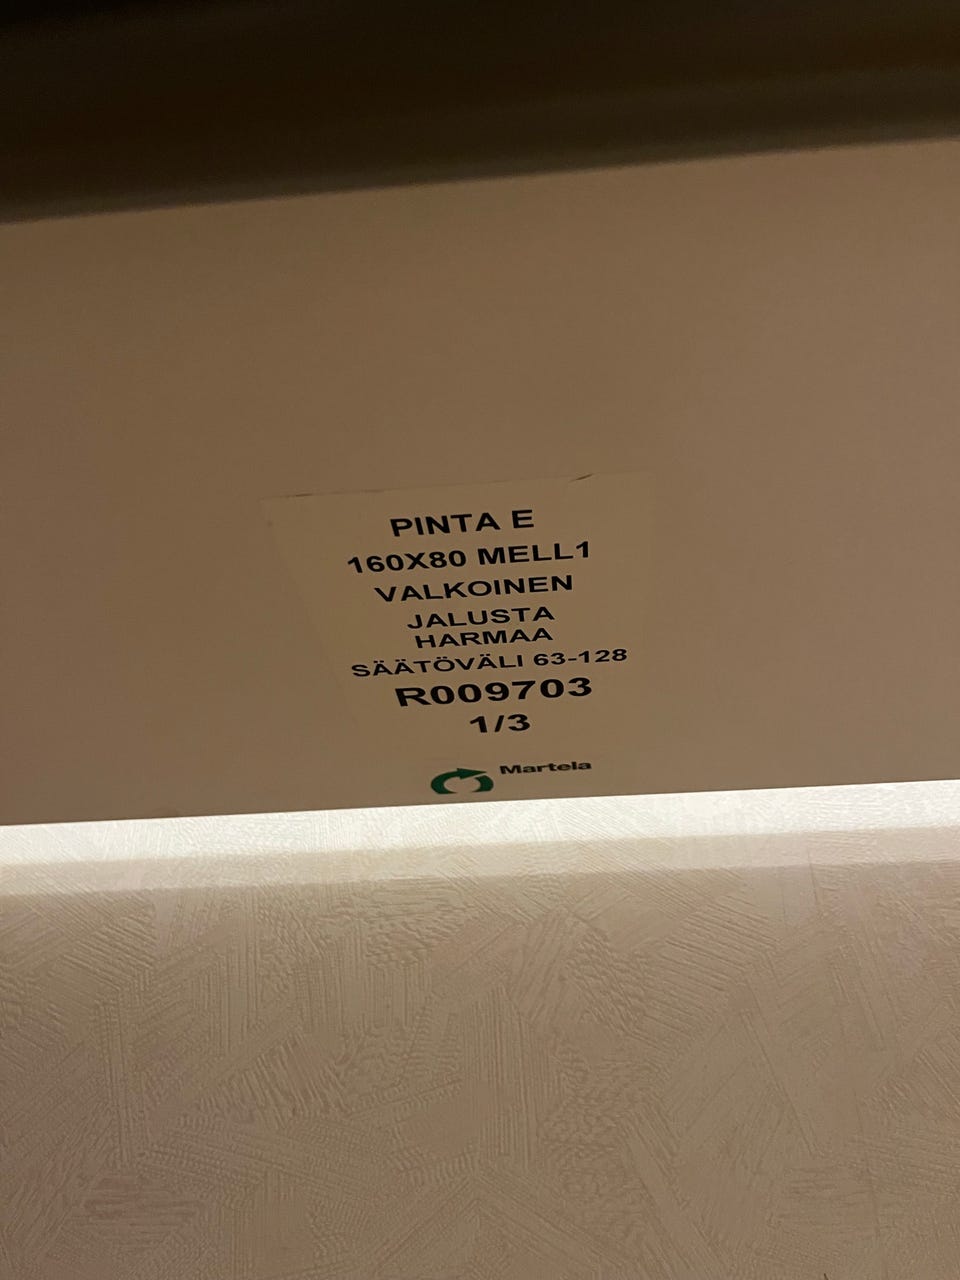 PINTA E
160X80 MELL1
VALKOINEN
JALUSTA
HARMAA
SÄÄTÖVÄLI 63-128
R009703
1/3
Martela